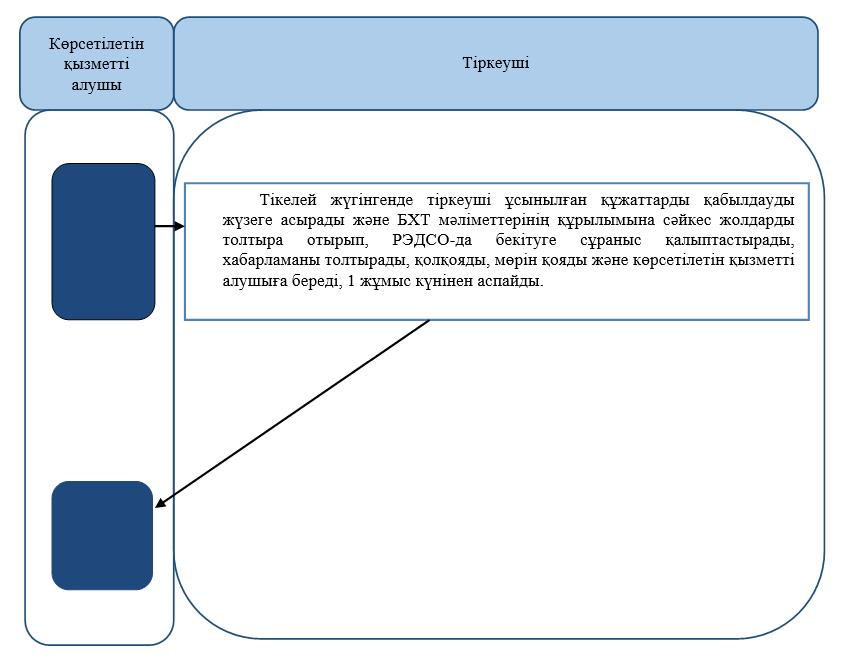 Көрсетілетін
қызметті
алушы
Тіркеуші
Тікелей жүгінгенде тіркеуші ұсынылған құжаттарды қабылдауды
жүзеге асырады және БХТ мәліметтерінің құрылымына сәйкес жолдарды
толтыра отырып, РЭДСО-да бекітуге сұраныс қалыптастырады,
хабарламаны толтырады, қолқояды, мөрін қояды және көрсетілетін қызметті
алушыға береді, 1 жұмыс күнінен аспайды.